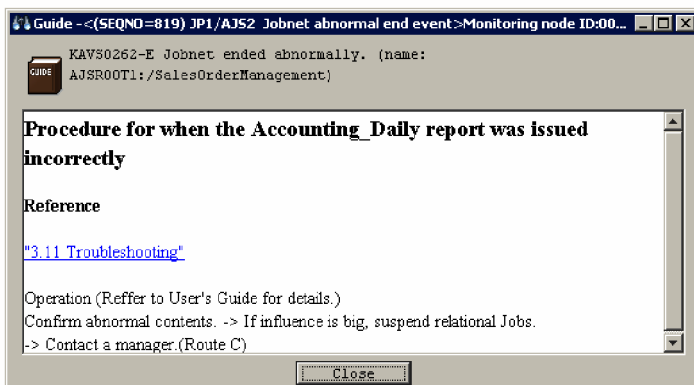 Guide -<(SEQNO=819) JP1/AJS2 Jobnet abnormal end event>Monitoring node ID:00...
GUIDE
KAVS0262-E Jobnet ended abnormally. (name:
AJSROOT1:/SalesOrderManagement)
Procedure for when the Accounting_Daily report was issued
incorrectly
Reference
"3.11 Troubleshooting"
Operation (Reffer to User's Guide for details.)
Confirm abnormal contents. -> If influence is big, suspend relational Jobs.
-> Contact a manager.(Route C)
Close